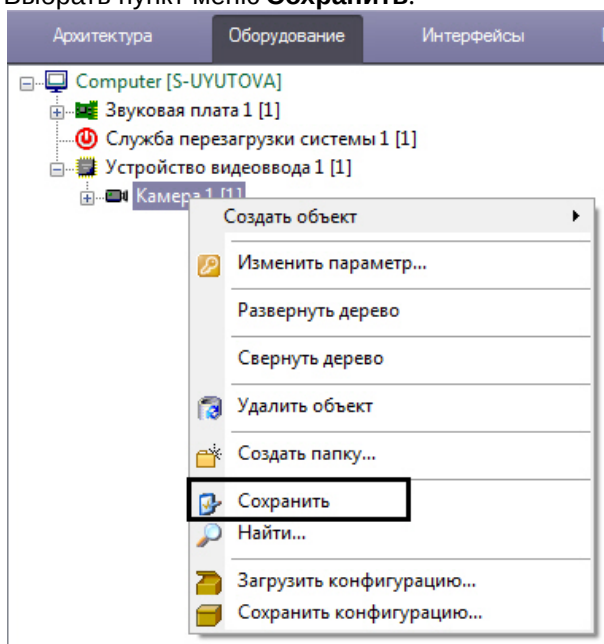 Выбрать пункт меню Сохранить.
Архитектура Оборудование Интерфейсы
Computer [S-UYUTOVA]
Звуковая плата 1 [1]
Служба перезагрузки системы 1 [1]
Устройство видеоввода 1 [1]
Камера 1 [1]
Создать объект
Изменить параметр...
Развернуть дерево
Свернуть дерево
Удалить объект
Создать папку...
Сохранить
Найти...
Загрузить конфигурацию...
Сохранить конфигурацию...